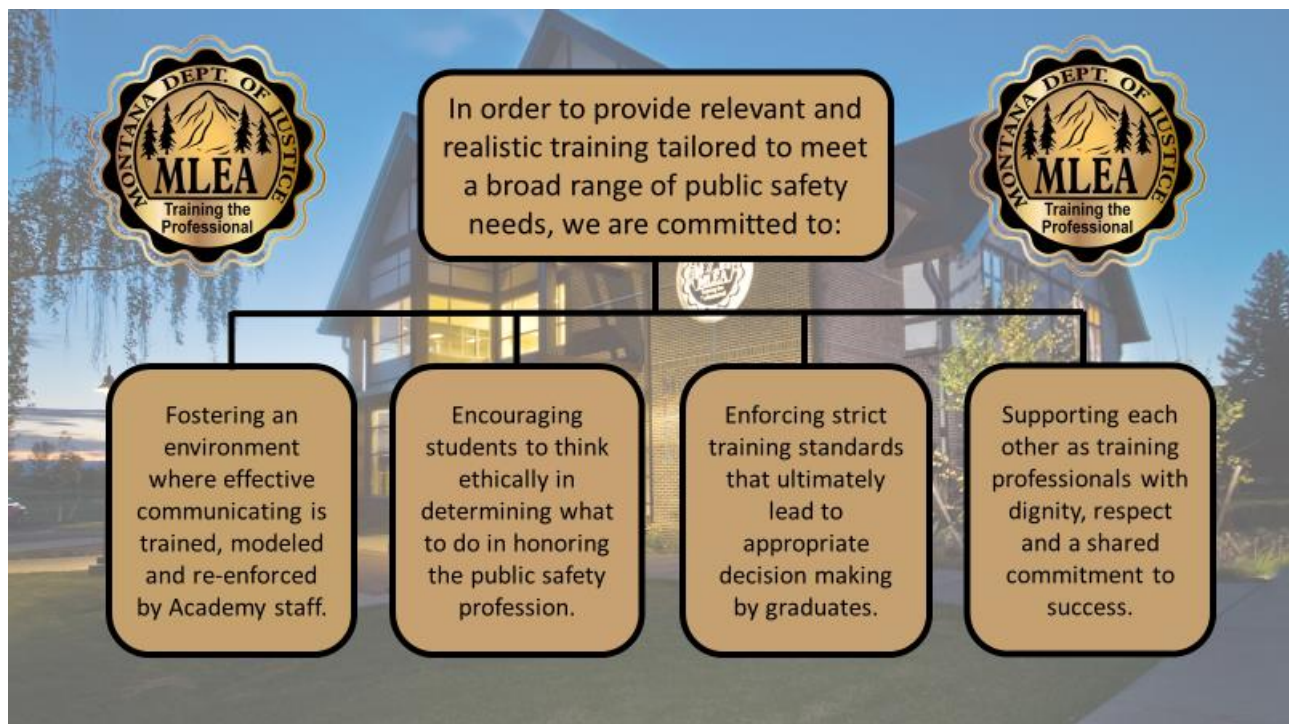 MONTANA DEPT. OF JUSTICE
MLEA
Training the
Professional
In order to provide relevant and
realistic training tailored to meet
a broad range of public safety
needs, we are committed to:
MONTANA DEPT. OF JUSTICE
MLEA
Training the
Professional
MLEA
Fostering an
environment
where effective
communicating is
trained, modeled
and re-enforced
by Academy staff.
Encouraging
students to think
ethically in
determining what
to do in honoring
the public safety
profession.
Enforcing strict
training standards
that ultimately
lead to
appropriate
decision making
by graduates.
Supporting each
other as training
professionals with
dignity, respect
and a shared
commitment to
success.